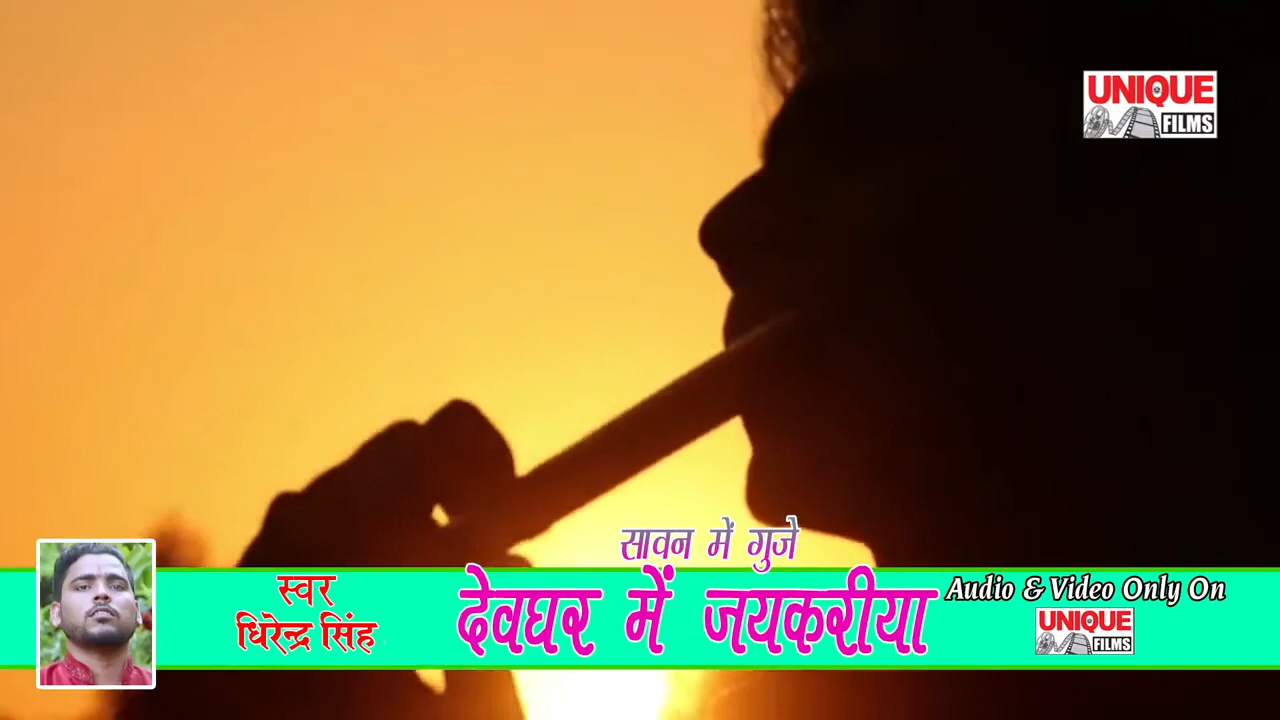 UNIQUE
FILMS
सावन में गुजे
देवघर में जयकरीया
स्वर
धिरेन्द्र सिंह
Audio & Video Only On
UNIQUE
FILMS